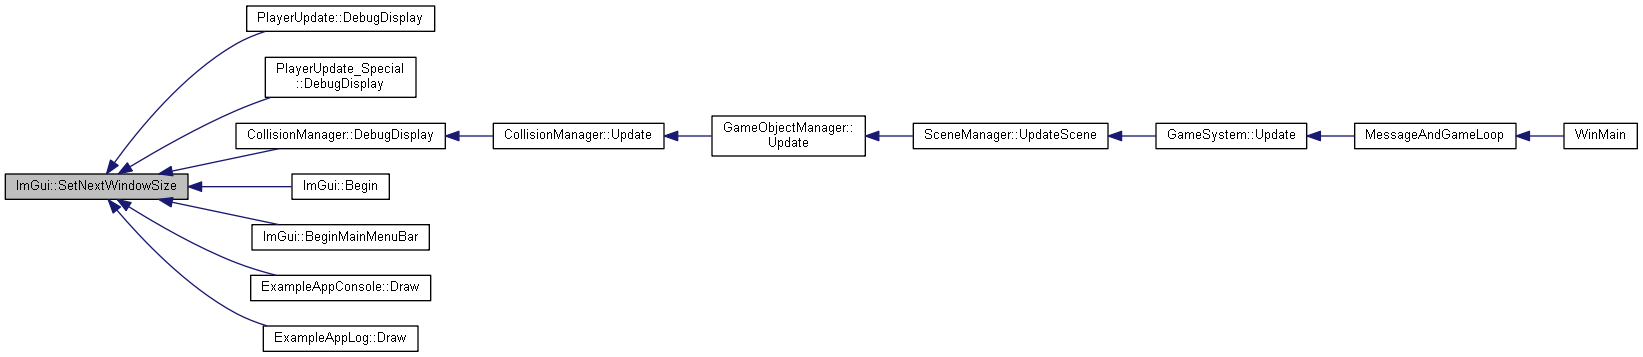 PlayerUpdate::DebugDisplay
PlayerUpdate_Special
::DebugDisplay
CollisionManager::DebugDisplay
CollisionManager::Update
GameObjectManager::
Update
SceneManager::UpdateScene
GameSystem::Update
MessageAndGameLoop
WinMain
ImGui::SetNextWindowSize
ImGui::Begin
ImGui::BeginMainMenuBar
ExampleAppConsole::Draw
ExampleAppLog::Draw